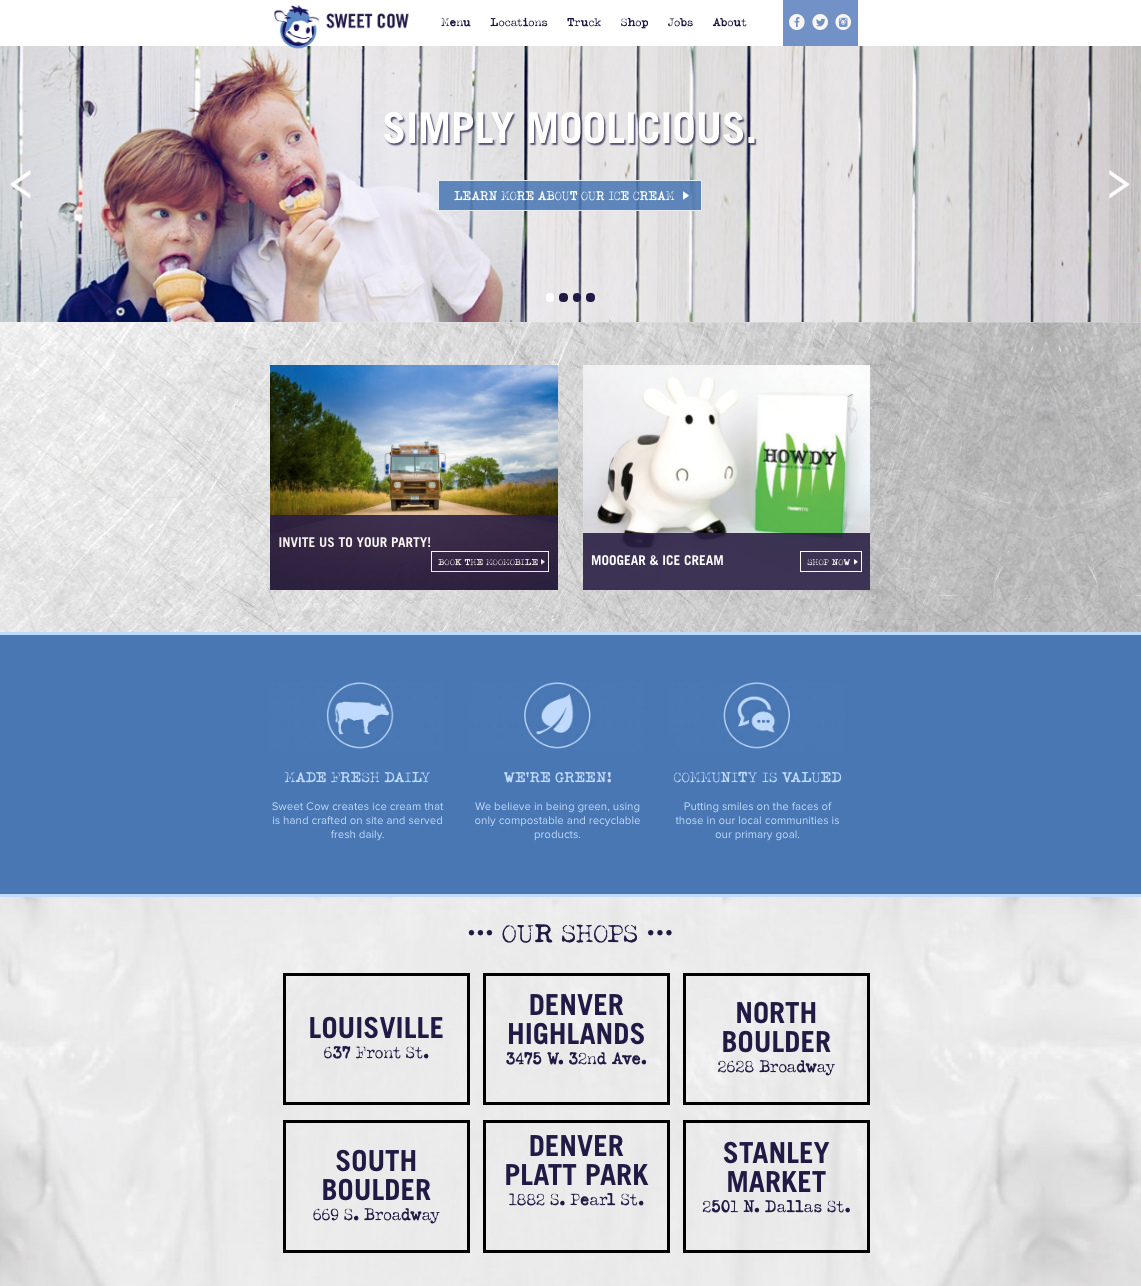 SWEET COW
Menu Locations Truck Shop Jobs About
SIMPLY MOOLICIOUS.
LEARN MORE ABOUT OUR ICE CREAM
HOWDY
INVITE US TO YOUR PARTY!
BOOK THE MOOMOBILE
MOOGEAR & ICE CREAM
SHOP NOW
MADE FRESH DAILY
Sweet Cow creates ice cream that
is hand crafted on site and served
fresh daily.
WE'RE GREEN!
We believe in being green, using
only compostable and recyclable
products.
COMMUNITY IS VALUED
Putting smiles on the faces of
those in our local communities is
our primary goal.
••• OUR SHOPS •••
LOUISVILLE
637 Front St.
DENVER
HIGHLANDS
3475 W. 32nd Ave.
NORTH
BOULDER
2628 Broadway
SOUTH
BOULDER
669 S. Broadway
DENVER
PLATT PARK
1882 S. Pearl St.
STANLEY
MARKET
2501 N. Dallas St.